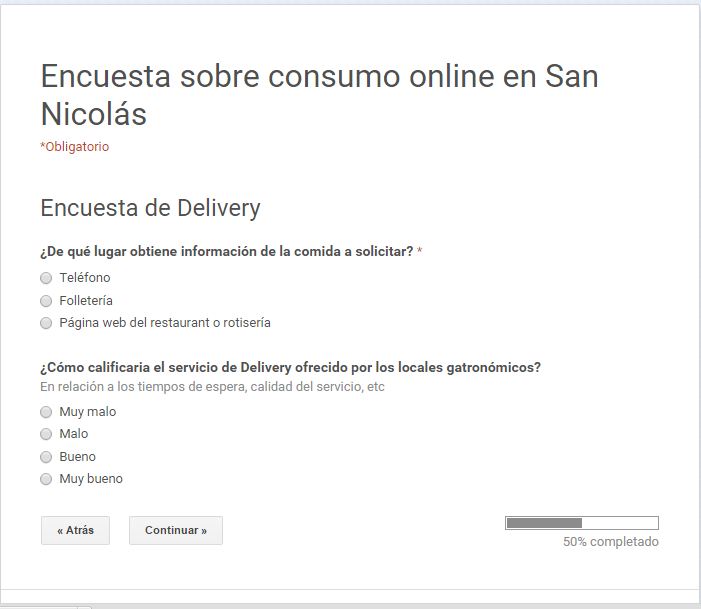 Encuesta sobre consumo online en San
Nicolás
*Obligatorio
Encuesta de Delivery
¿De qué lugar obtiene información de la comida a solicitar? *
Teléfono
Folletería
Página web del restaurant o rotisería
¿Cómo calificaria el servicio de Delivery ofrecido por los locales gatronómicos?
En relación a los tiempos de espera, calidad del servicio, etc
Muy malo
Malo
Bueno
Muy bueno
« Atrás
Continuar »
50% completado